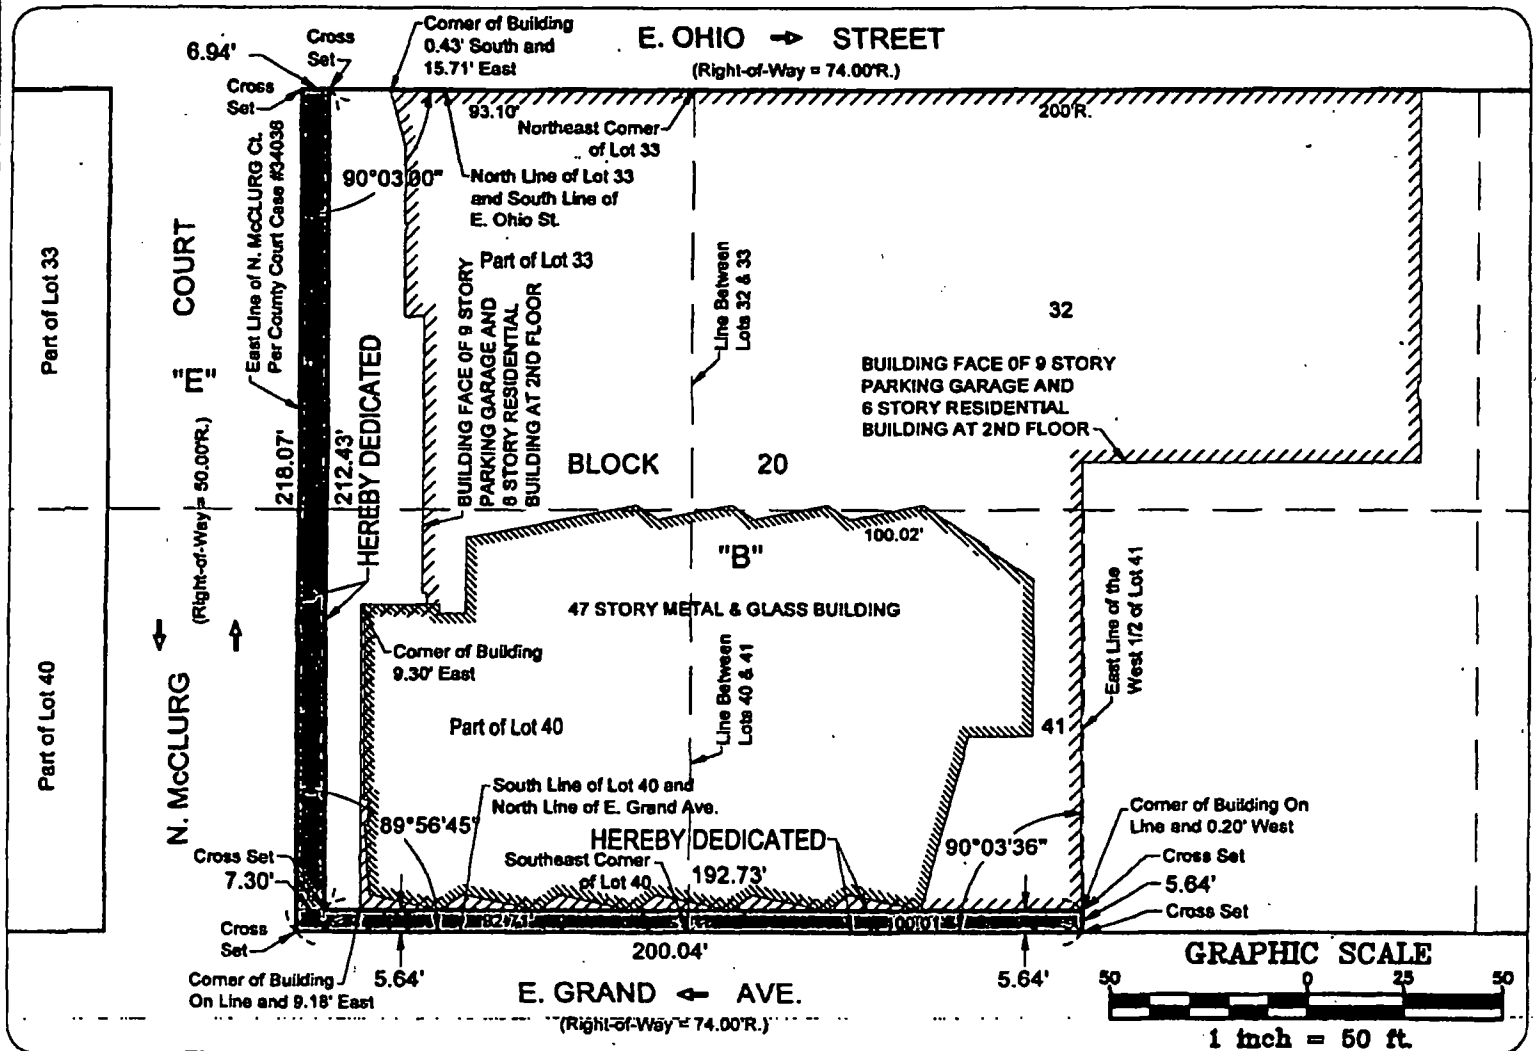 E. OHIO STREET
(Right-of-Way = 74.00'R.)
Corner of Building
0.43' South and
15.71' East
Cross
Set
6.94'
Cross
Set
93.10'
Northeast Corner
of Lot 33
200'R.
East Line of N. McCLURG Ct.
Per County Court Case #34036
90°03'00"
North Line of Lot 33
and South Line of
E. Ohio St.
Part of Lot 33
COURT
"E"
(Right-of-Way = 50.00'R.)
N. McCLURG
Part of Lot 33
Part of Lot 40
218.07'
212.43'
HEREBY DEDICATED
BUILDING FACE OF 9 STORY
PARKING GARAGE AND
6 STORY RESIDENTIAL
BUILDING AT 2ND FLOOR
Line Between
Lots 32 & 33
32
BUILDING FACE OF 9 STORY
PARKING GARAGE AND
6 STORY RESIDENTIAL
BUILDING AT 2ND FLOOR
BLOCK 20
100.02'
"B"
47 STORY METAL & GLASS BUILDING
East Line of the
West 1/2 of Lot 41
Corner of Building
9.30' East
Line Between
Lots 40 & 41
Part of Lot 40
41
South Line of Lot 40 and
North Line of E. Grand Ave.
89°56'45"
HEREBY DEDICATED
90°03'36"
Corner of Building On
Line and 0.20' West
Cross Set
7.30'
Southeast Corner
of Lot 40
192.73'
Cross Set
5.64'
Cross Set
Cross
Set
200.04'
Corner of Building
On Line and 9.18' East
5.64'
5.64'
E. GRAND AVE.
(Right-of-Way = 74.00'R.)
GRAPHIC SCALE
50 0 25 50
1 inch = 50 ft.